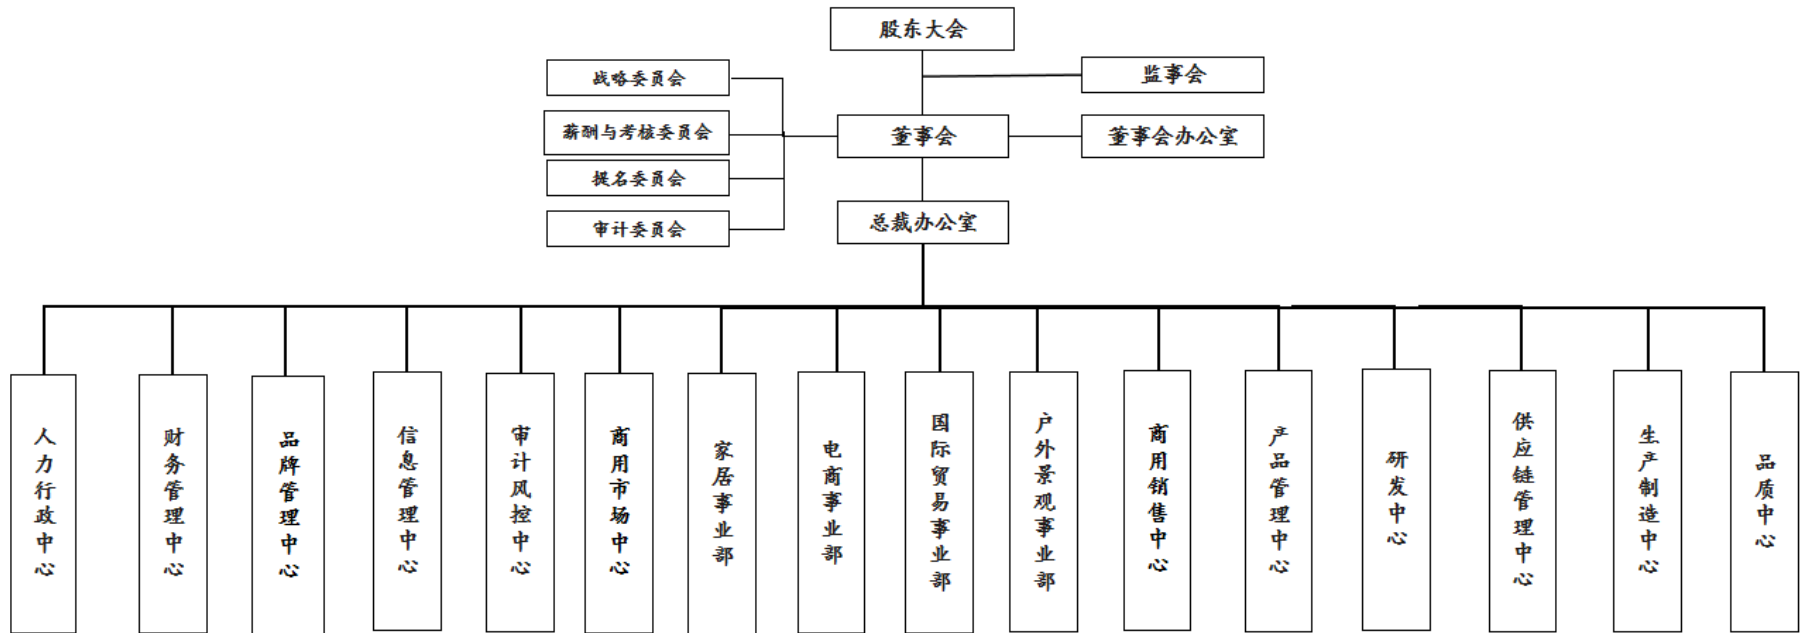 股东大会
战略委员会
监事会
薪酬与考核委员会
董事会
董事会办公室
提名委员会
总裁办公室
审计委员会
人力行政中心
财务管理中心
品牌管理中心
信息管理中心
审计风控中心
商用市场中心
家居事业部
电商事业部
国际贸易事业部
户外景观事业部
商用销售中心
产品管理中心
研发中心
供应链管理中心
生产制造中心
品质中心